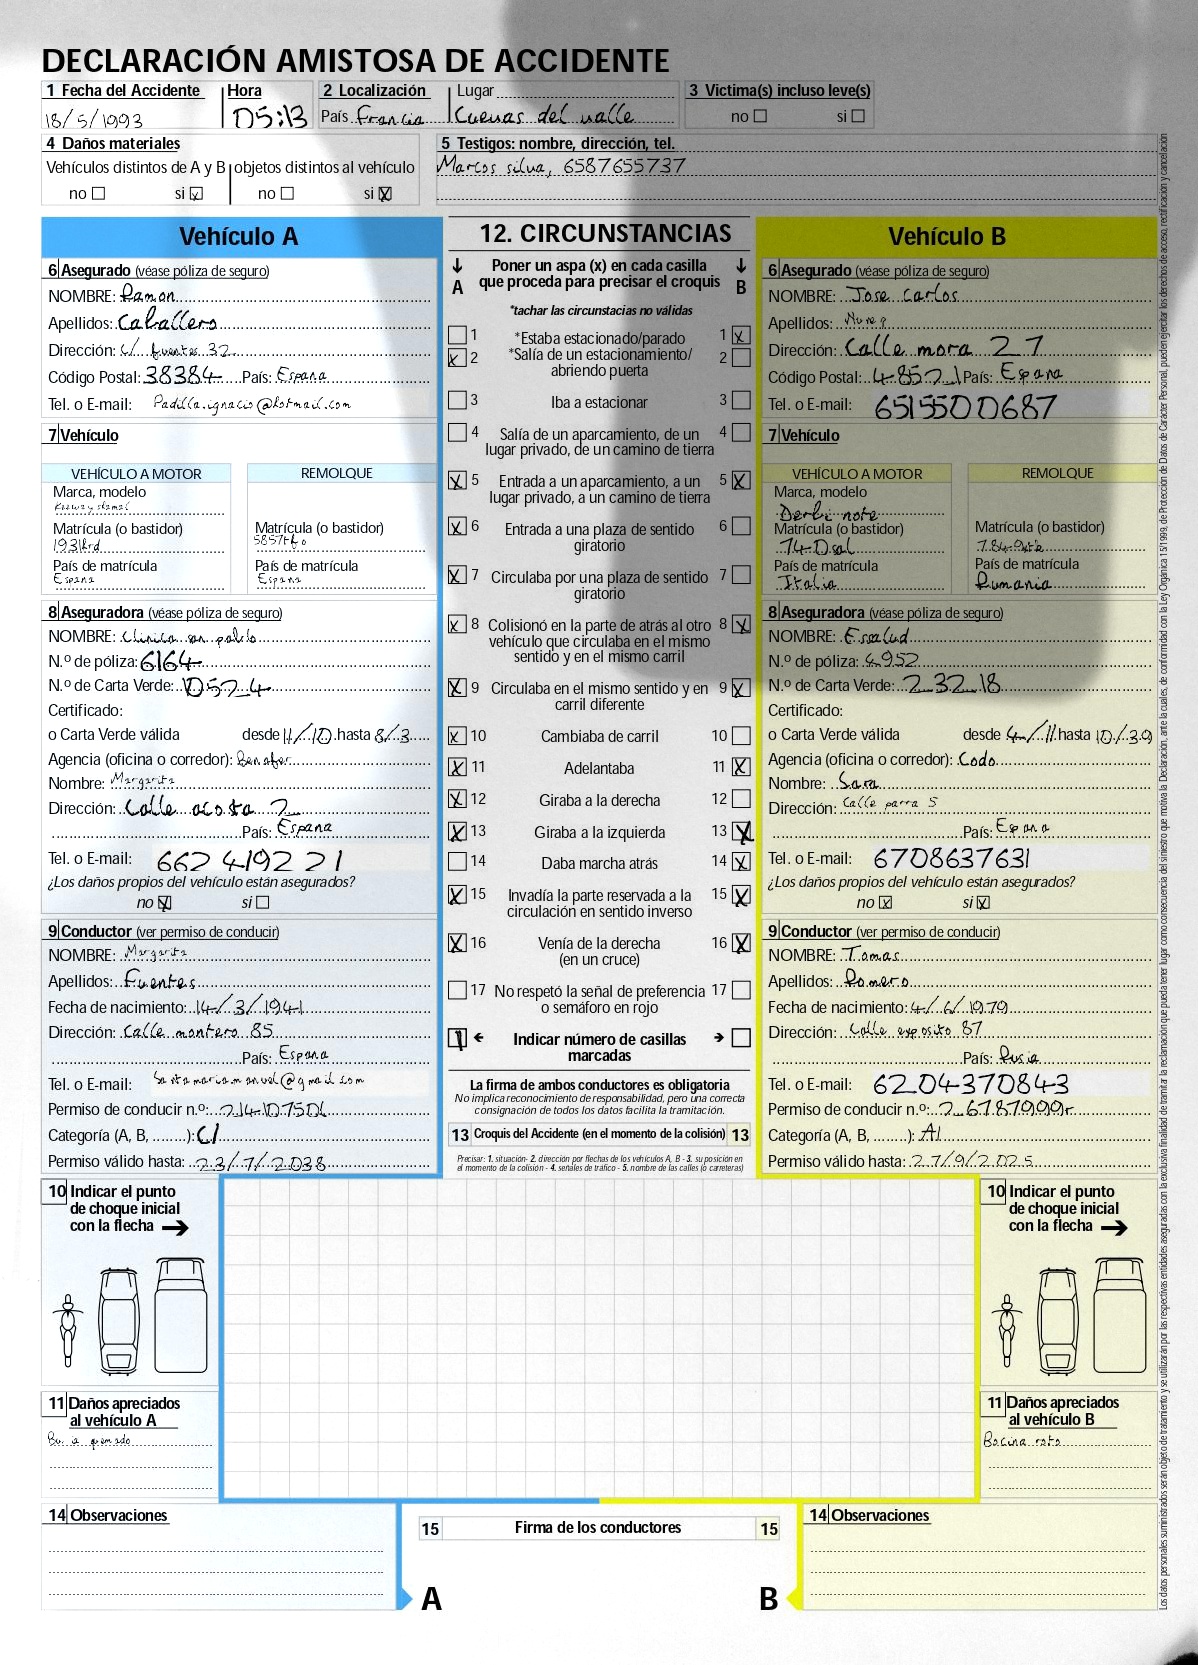 DECLARACIÓN AMISTOSA DE ACCIDENTE
1 Fecha del Accidente Hora 2 Localización Lugar 3 Victima(s) incluso leve(s)
18/5/1993 05:13 País Francia Cuevas del valle no si
4 Daños materiales 5 Testigos: nombre, dirección, tel.
Vehículos distintos de A y B objetos distintos al vehículo Marcos silva, 6587655737
no si no si
Vehículo A 12. CIRCUNSTANCIAS Vehículo B
Vehículo A
6 Asegurado (véase póliza de seguro)
NOMBRE: Ramon
Apellidos: Caballero
Dirección: c/ fuentes 32
Código Postal: 38384 País: Espana
Tel. o E-mail: Padilla.ignacio@hotmail.com
7 Vehículo
VEHÍCULO A MOTOR REMOLQUE
Marca, modelo
Matrícula (o bastidor) Matrícula (o bastidor)
País de matrícula País de matrícula
Espana Espana
8 Aseguradora (véase póliza de seguro)
NOMBRE: Clinica san pablo
N.º de póliza: 6164
N.º de Carta Verde: 10524
Certificado:
o Carta Verde válida desde 11/10 hasta 8/3
Agencia (oficina o corredor): Benafer
Nombre: Margarita
Dirección: Calle acosta 2
País: Espana
Tel. o E-mail: 662419221
¿Los daños propios del vehículo están asegurados?
no si
9 Conductor (ver permiso de conducir)
NOMBRE: Margarita
Apellidos: Fuentes
Fecha de nacimiento: 14/3/1941
Dirección: Calle montero 85
País: Espana
Tel. o E-mail: Santamariamanuel@gmail.com
Permiso de conducir n.º:
Categoría (A, B, ........): C1
Permiso válido hasta: 23/7/2038
10 Indicar el punto
de choque inicial
con la flecha
11 Daños apreciados
al vehículo A
quemado
14 Observaciones
A Poner un aspa (x) en cada casilla B
que proceda para precisar el croquis
*tachar las circunstacias no válidas
1 *Estaba estacionado/parado 1
2 *Salía de un estacionamiento/ 2
abriendo puerta
3 Iba a estacionar 3
4 Salía de un aparcamiento, de un 4
lugar privado, de un camino de tierra
5 Entrada a un aparcamiento, a un 5
lugar privado, a un camino de tierra
6 Entrada a una plaza de sentido 6
giratorio
7 Circulaba por una plaza de sentido 7
giratorio
8 Colisionó en la parte de atrás al otro 8
vehículo que circulaba en el mismo
sentido y en el mismo carril
9 Circulaba en el mismo sentido y en 9
carril diferente
10 Cambiaba de carril 10
11 Adelantaba 11
12 Giraba a la derecha 12
13 Giraba a la izquierda 13
14 Daba marcha atrás 14
15 Invadía la parte reservada a la 15
circulación en sentido inverso
16 Venía de la derecha 16
(en un cruce)
17 No respetó la señal de preferencia 17
o semáforo en rojo
Indicar número de casillas
marcadas
La firma de ambos conductores es obligatoria
No implica reconocimiento de responsabilidad, pero una correcta
consignación de todos los datos facilita la tramitación.
13 Croquis del Accidente (en el momento de la colisión) 13
Precisar: 1. situación- 2. dirección por flechas de los vehículos A, B - 3. su posición en
el momento de la colisión - 4. señales de tráfico - 5. nombre de las calles (o carreteras)
15 Firma de los conductores 15
A B
6 Asegurado (véase póliza de seguro)
NOMBRE: Jose carlos
Apellidos:
Dirección: Calle mora 27
Código Postal: 48521 País: Espana
Tel. o E-mail: 6515500687
7 Vehículo
VEHÍCULO A MOTOR REMOLQUE
Marca, modelo
Derbi
Matrícula (o bastidor) Matrícula (o bastidor)
País de matrícula País de matrícula
Italia Rumania
8 Aseguradora (véase póliza de seguro)
NOMBRE: Essalud
N.º de póliza: 4952
N.º de Carta Verde: 23218
Certificado:
o Carta Verde válida desde 4/11 hasta 10/39
Agencia (oficina o corredor): Codo
Nombre: Sara
Dirección: Calle parra 5
País: Espana
Tel. o E-mail: 6708637631
¿Los daños propios del vehículo están asegurados?
no si
9 Conductor (ver permiso de conducir)
NOMBRE: Tomas
Apellidos: Romero
Fecha de nacimiento: 4/6/1979
Dirección: Calle exposito 87
País: Rusia
Tel. o E-mail: 6204370843
Permiso de conducir n.º: 26787999r
Categoría (A, B, ........): A1
Permiso válido hasta: 27/9/2025
10 Indicar el punto
de choque inicial
con la flecha
11 Daños apreciados
al vehículo B
Bocina rota
14 Observaciones
Los datos personales suministrados serán objeto de tratamiento y se utilizarán por las respectivas entidades aseguradas con la exclusiva finalidad de tramitar la reclamación que pueda tener lugar como consecuencia del siniestro que motiva la Declaración, ante la cuales, de conformidad con la Ley Orgánica 15/1999, de Protección de Datos de Carácter Personal, pueden ejercitar los derechos de acceso, rectificación y cancelación